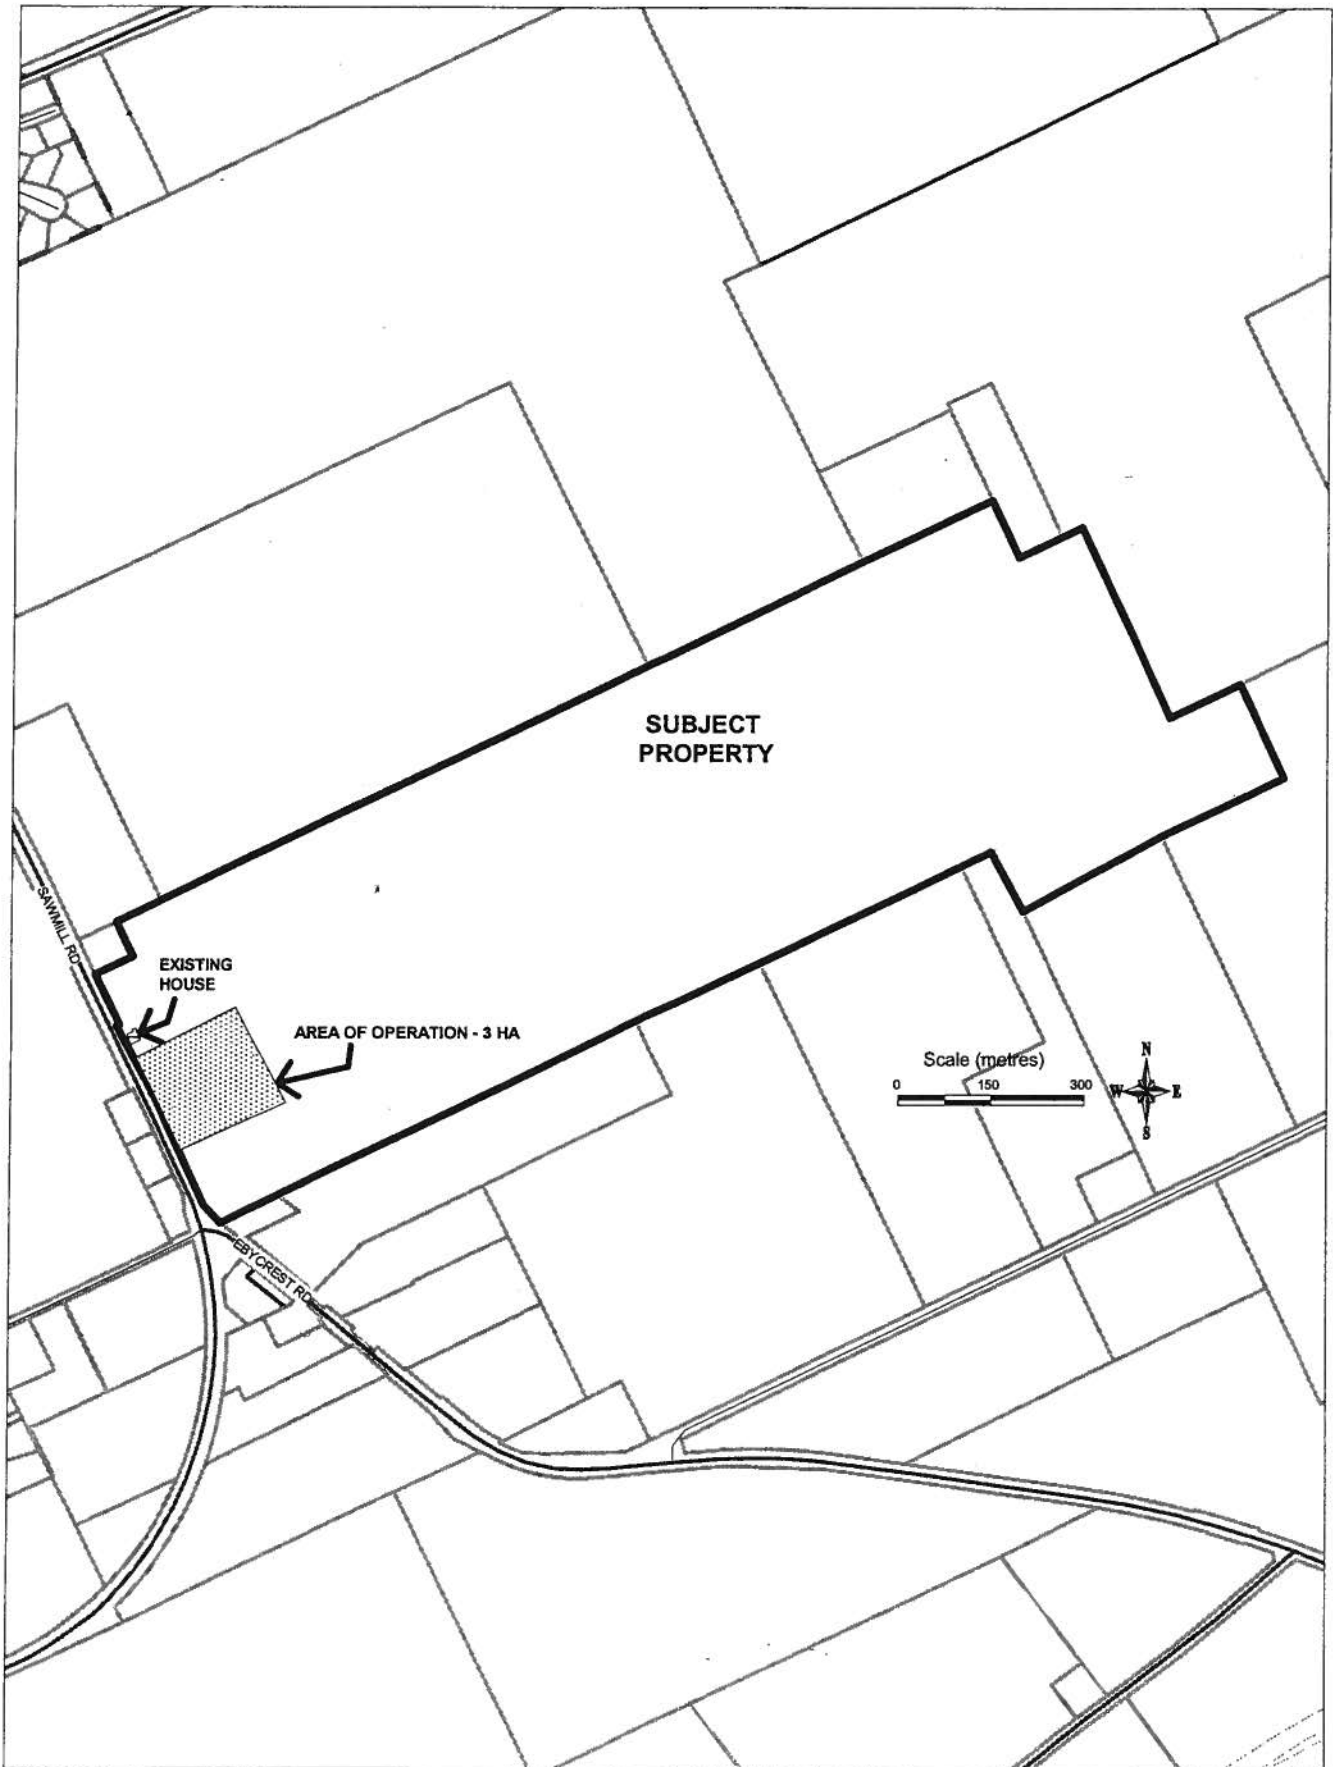 SUBJECT
PROPERTY
SAWMILL RD
EXISTING
HOUSE
AREA OF OPERATION - 3 HA
Scale (metres)
0 150 300
N
W E
S
EBYCREST RD